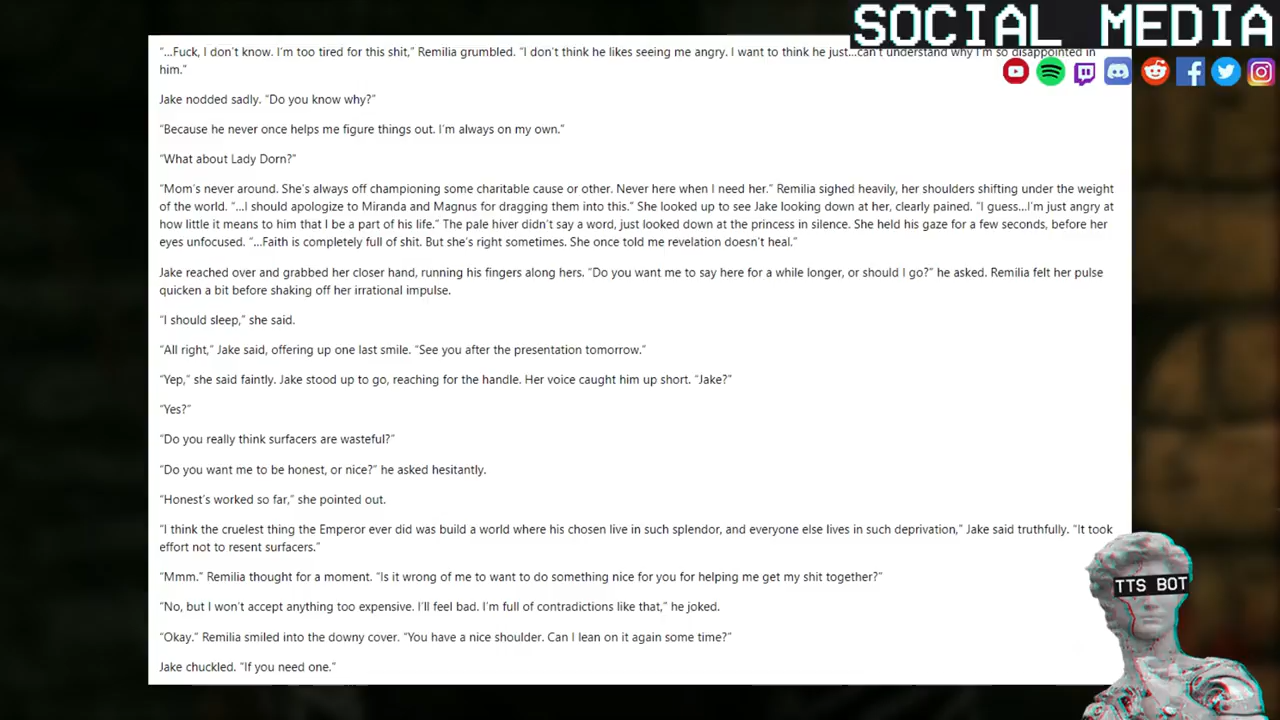 SOCIAL MEDIA
“...Fuck, I don’t know. I’m too tired for this shit,” Remilia grumbled. “I don’t think he likes seeing me angry. I want to think he just...can’t understand why I’m so disappointed in
him.”
Jake nodded sadly. “Do you know why?”
“Because he never once helps me figure things out. I’m always on my own.”
“What about Lady Dorn?”
“Mom’s never around. She’s always off championing some charitable cause or other. Never here when I need her.” Remilia sighed heavily, her shoulders shifting under the weight
of the world. “...I should apologize to Miranda and Magnus for dragging them into this.” She looked up to see Jake looking down at her, clearly pained. “I guess...I’m just angry at
how little it means to him that I be a part of his life.” The pale hiver didn’t say a word, just looked down at the princess in silence. She held his gaze for a few seconds, before her
eyes unfocused. “...Faith is completely full of shit. But she’s right sometimes. She once told me revelation doesn’t heal.”
Jake reached over and grabbed her closer hand, running his fingers along hers. “Do you want me to say here for a while longer, or should I go?” he asked. Remilia felt her pulse
quicken a bit before shaking off her irrational impulse.
“I should sleep,” she said.
“All right,” Jake said, offering up one last smile. “See you after the presentation tomorrow.”
“Yep,” she said faintly. Jake stood up to go, reaching for the handle. Her voice caught him up short. “Jake?”
“Yes?”
“Do you really think surfacers are wasteful?”
“Do you want me to be honest, or nice?” he asked hesitantly.
“Honest’s worked so far,” she pointed out.
“I think the cruelest thing the Emperor ever did was build a world where his chosen live in such splendor, and everyone else lives in such deprivation,” Jake said truthfully. “It took
effort not to resent surfacers.”
“Mmm.” Remilia thought for a moment. “Is it wrong of me to want to do something nice for you for helping me get my shit together?”
“No, but I won’t accept anything too expensive. I’ll feel bad. I’m full of contradictions like that,” he joked.
“Okay.” Remilia smiled into the downy cover. “You have a nice shoulder. Can I lean on it again some time?”
Jake chuckled. “If you need one.”
TTS BOT